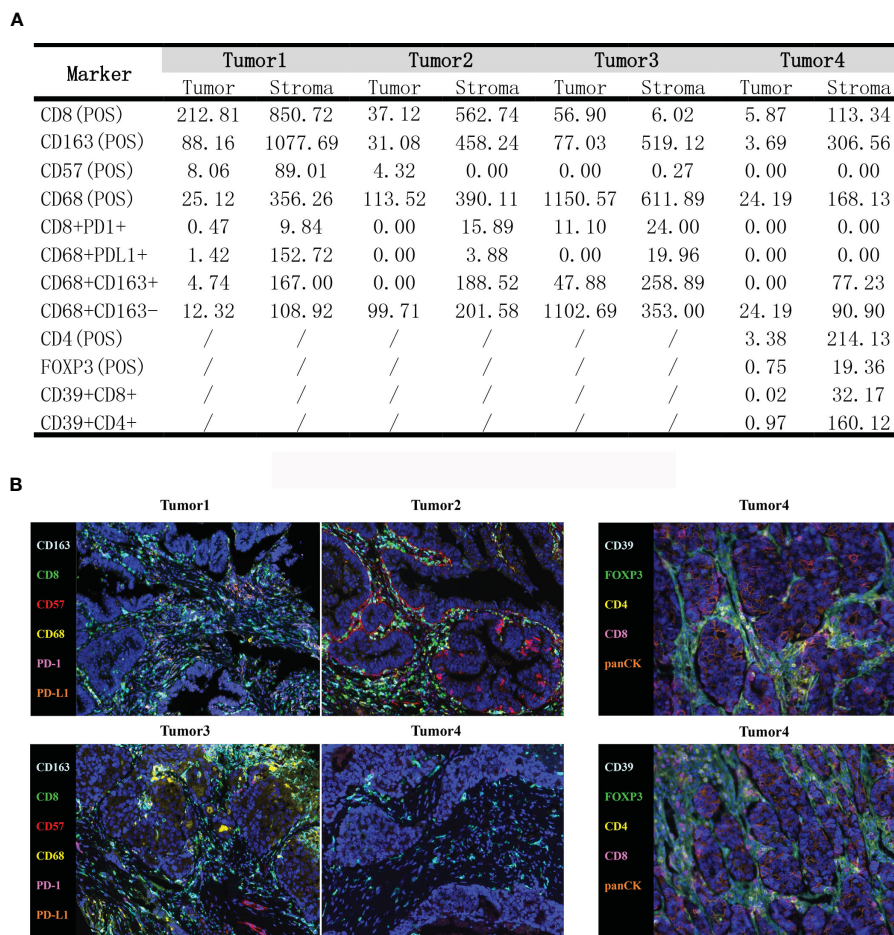 A
Marker Tumor1 Tumor2 Tumor3 Tumor4
Tumor Stroma Tumor Stroma Tumor Stroma Tumor Stroma
CD8(POS) 212.81 850.72 37.12 562.74 56.90 6.02 5.87 113.34
CD163(POS) 88.16 1077.69 31.08 458.24 77.03 519.12 3.69 306.56
CD57(POS) 8.06 89.01 4.32 0.00 0.00 0.27 0.00 0.00
CD68(POS) 25.12 356.26 113.52 390.11 1150.57 611.89 24.19 168.13
CD8+PD1+ 0.47 9.84 0.00 15.89 11.10 24.00 0.00 0.00
CD68+PDL1+ 1.42 152.72 0.00 3.88 0.00 19.96 0.00 0.00
CD68+CD163+ 4.74 167.00 0.00 188.52 47.88 258.89 0.00 77.23
CD68+CD163- 12.32 108.92 99.71 201.58 1102.69 353.00 24.19 90.90
CD4(POS) / / / / / / 3.38 214.13
FOXP3(POS) / / / / / / 0.75 19.36
CD39+CD8+ / / / / / / 0.02 32.17
CD39+CD4+ / / / / / / 0.97 160.12
B
Tumor1 Tumor2 Tumor4
CD163
CD8
CD57
CD68
PD-1
PD-L1
CD39
FOXP3
CD4
CD8
panCK
Tumor3 Tumor4 Tumor4
CD163
CD8
CD57
CD68
PD-1
PD-L1
CD39
FOXP3
CD4
CD8
panCK